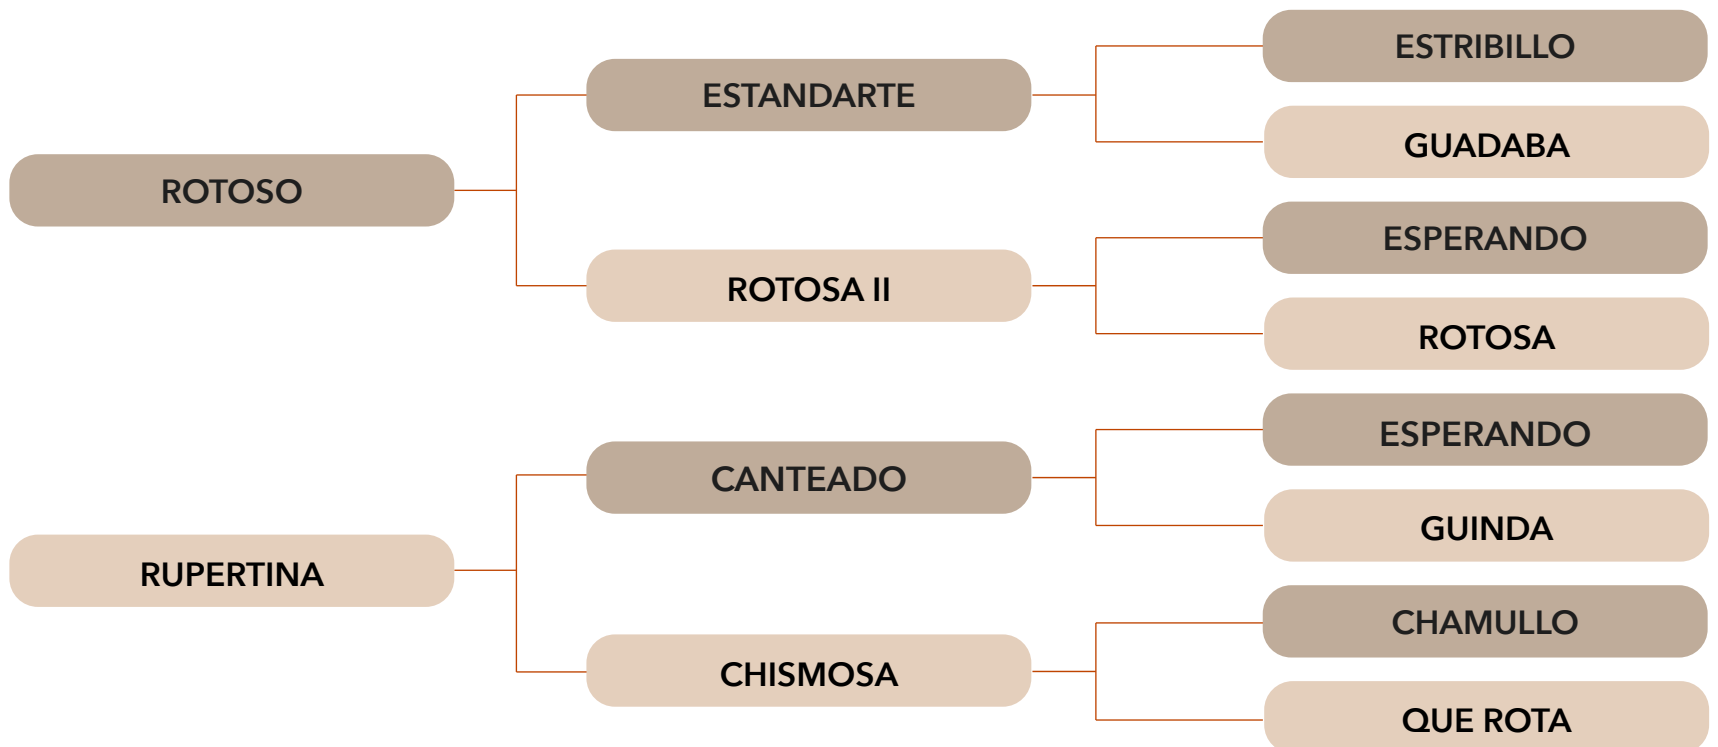 ESTRIBILLO
ESTANDARTE
GUADABA
ROTOSO
ESPERANDO
ROTOSA II
ROTOSA
ESPERANDO
CANTEADO
GUINDA
RUPERTINA
CHAMULLO
CHISMOSA
QUE ROTA